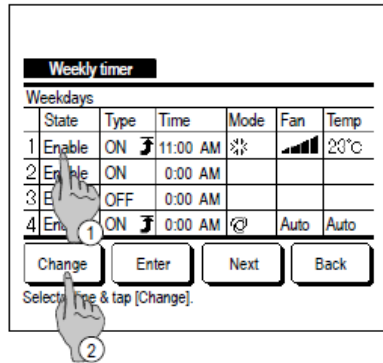 Weekly timer
Weekdays
State Type Time Mode Fan Temp
1 Enable ON 11:00 AM 23°C
2 Enable ON 0:00 AM
3 OFF 0:00 AM
4 ON 0:00 AM Auto Auto
1
Change Enter Next Back
Select line & tap [Change].
2